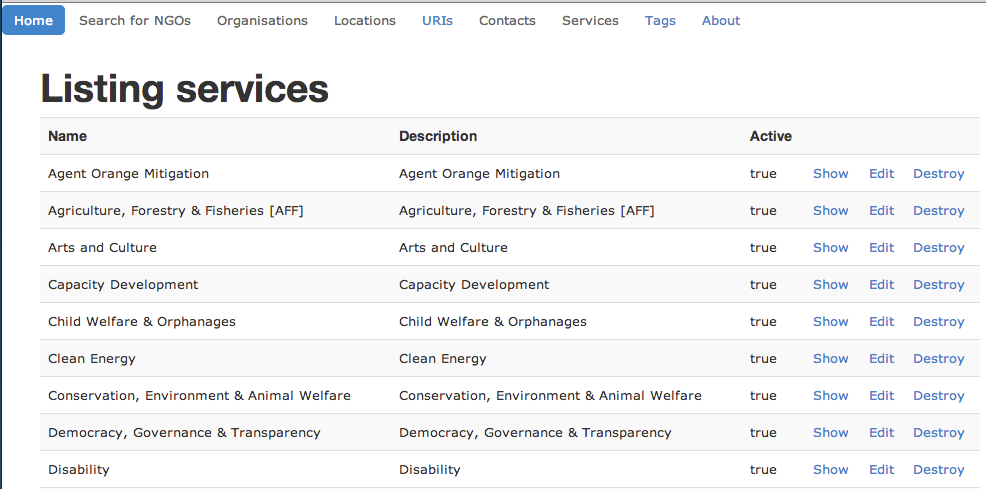 Home Search for NGOs Organisations Locations URIs Contacts Services Tags About
Listing services
Name Description Active
Agent Orange Mitigation Agent Orange Mitigation true Show Edit Destroy
Agriculture, Forestry & Fisheries [AFF] Agriculture, Forestry & Fisheries [AFF] true Show Edit Destroy
Arts and Culture Arts and Culture true Show Edit Destroy
Capacity Development Capacity Development true Show Edit Destroy
Child Welfare & Orphanages Child Welfare & Orphanages true Show Edit Destroy
Clean Energy Clean Energy true Show Edit Destroy
Conservation, Environment & Animal Welfare Conservation, Environment & Animal Welfare true Show Edit Destroy
Democracy, Governance & Transparency Democracy, Governance & Transparency true Show Edit Destroy
Disability Disability true Show Edit Destroy